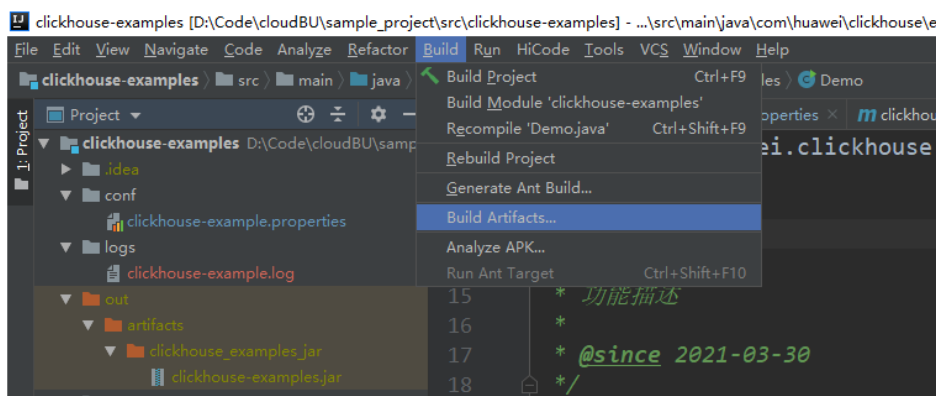 clickhouse-examples [D:\Code\cloudBU\sample_project\src\clickhouse-examples] - ...\src\main\java\com\huawei\clickhouse\e
File Edit View Navigate Code Analyze Refactor Build Run HiCode Tools VCS Window Help
clickhouse-examples src main java les Demo
Build Project Ctrl+F9
Build Module 'clickhouse-examples'
Recompile 'Demo.java' Ctrl+Shift+F9
Rebuild Project
Generate Ant Build...
Build Artifacts...
Analyze APK...
Run Ant Target Ctrl+Shift+F10
1: Project
Project
operties clickhou
clickhouse-examples D:\Code\cloudBU\samp
ei.clickhouse
.idea
conf
clickhouse-example.properties
logs
clickhouse-example.log
out
artifacts
clickhouse_examples_jar
clickhouse-examples.jar
15 * 功能描述
16 *
17 * @since 2021-03-30
18 */